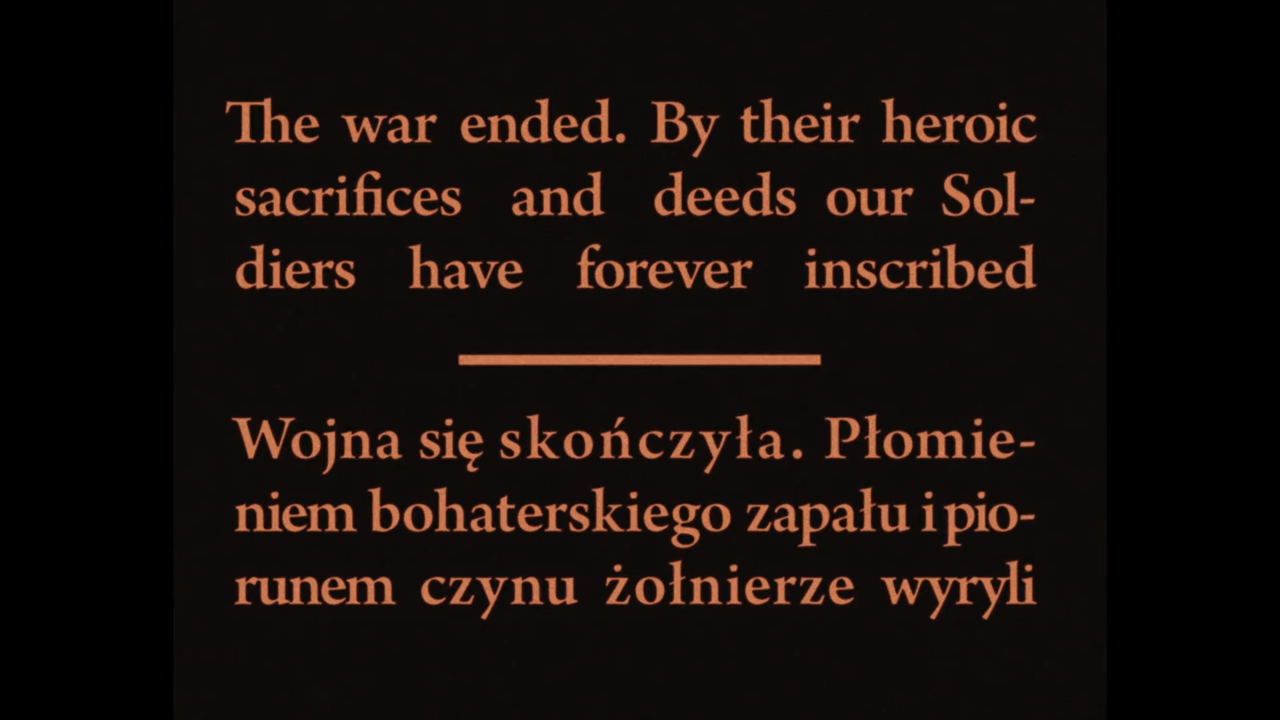 The war ended. By their heroic
sacrifices and deeds our Sol-
diers have forever inscribed
Wojna się skończyła. Płomie-
niem bohaterskiego zapału i pio-
runem czynu żołnierze wyryli